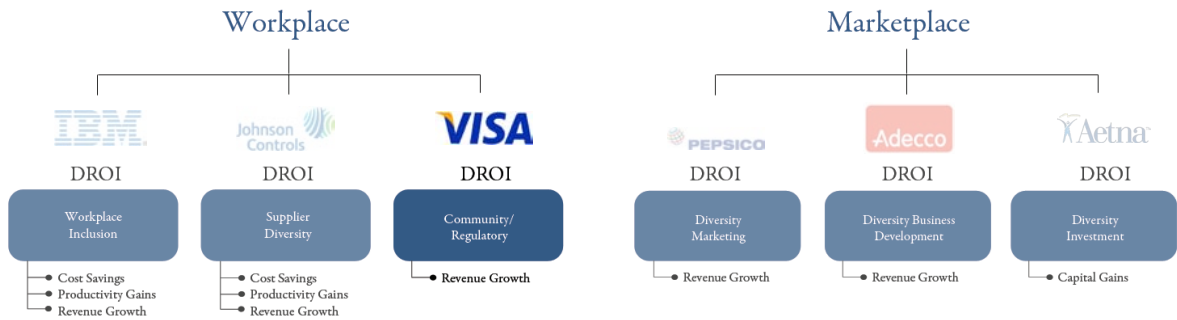 Workplace
Marketplace
IBM
Johnson
Controls
VISA
PEPSICO
Adecco
Aetna
DROI
DROI
DROI
DROI
DROI
DROI
Workplace
Inclusion
Supplier
Diversity
Community/
Regulatory
Diversity
Marketing
Diversity Business
Development
Diversity
Investment
Cost Savings
Productivity Gains
Revenue Growth
Cost Savings
Productivity Gains
Revenue Growth
Revenue Growth
Revenue Growth
Revenue Growth
Capital Gains